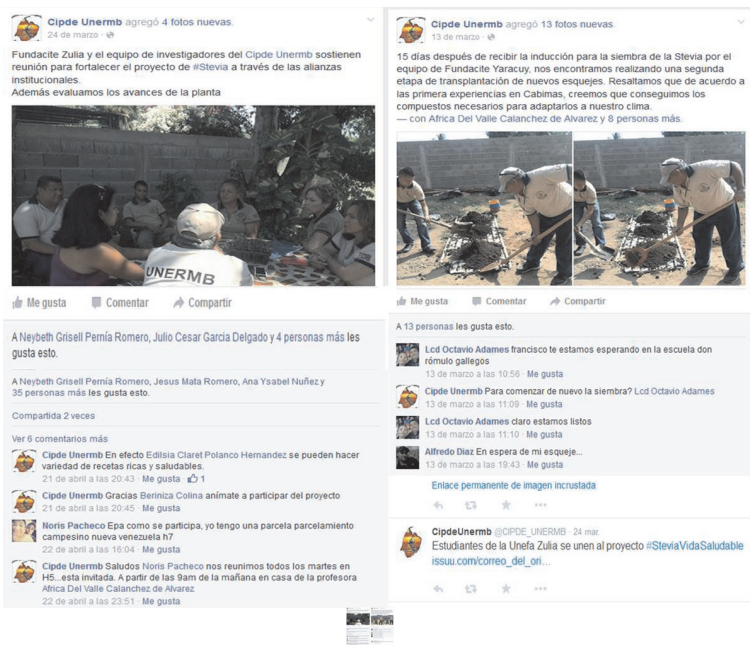 Cipde Unermb agregó 4 fotos nuevas.
24 de marzo ·
Fundacite Zulia y el equipo de investigadores del Cipde Unermb sostienen
reunión para fortalecer el proyecto de #Stevia a través de las alianzas
institucionales.
Además evaluamos los avances de la planta
UNERMB
Me gusta Comentar Compartir
A Neybeth Grisell Pernía Romero, Julio Cesar Garcia Delgado y 4 personas más les
gusta esto.
A Neybeth Grisell Pernía Romero, Jesus Mata Romero, Ana Ysabel Nuñez y
35 personas más les gusta esto.
Compartida 2 veces
Ver 6 comentarios más
Cipde Unermb En efecto Edilsia Claret Polanco Hernandez se pueden hacer
variedad de recetas ricas y saludables.
21 de abril a las 20:43 · Me gusta · 1
Cipde Unermb Gracias Beriniza Colina anímate a participar del proyecto
21 de abril a las 20:45 · Me gusta
Noris Pacheco Epa como se participa, yo tengo una parcela parcelamiento
campesino nueva venezuela h7
22 de abril a las 16:04 · Me gusta
Cipde Unermb Saludos Noris Pacheco nos reunimos todos los martes en
H5...esta invitada. A partir de las 9am de la mañana en casa de la profesora
Africa Del Valle Calanchez de Alvarez
22 de abril a las 23:51 · Me gusta
Cipde Unermb agregó 13 fotos nuevas.
13 de marzo ·
15 días después de recibir la inducción para la siembra de la Stevia por el
equipo de Fundacite Yaracuy, nos encontramos realizando una segunda
etapa de transplantación de nuevos esquejes. Resaltamos que de acuerdo a
las primera experiencias en Cabimas, creemos que conseguimos los
compuestos necesarios para adaptarlos a nuestro clima.
— con Africa Del Valle Calanchez de Alvarez y 8 personas más.
Me gusta Comentar Compartir
A 13 personas les gusta esto.
Lcd Octavio Adames francisco te estamos esperando en la escuela don
rómulo gallegos
13 de marzo a las 10:56 · Me gusta
Cipde Unermb Para comenzar de nuevo la siembra? Lcd Octavio Adames
13 de marzo a las 11:09 · Me gusta
Lcd Octavio Adames claro estamos listos
13 de marzo a las 11:10 · Me gusta
Alfredo Diaz En espera de mi esqueje...
13 de marzo a las 19:43 · Me gusta
Enlace permanente de imagen incrustada
CipdeUnermb @CIPDE_UNERMB · 24 mar.
Estudiantes de la Unefa Zulia se unen al proyecto #SteviaVidaSaludable
issuu.com/correo_del_ori...